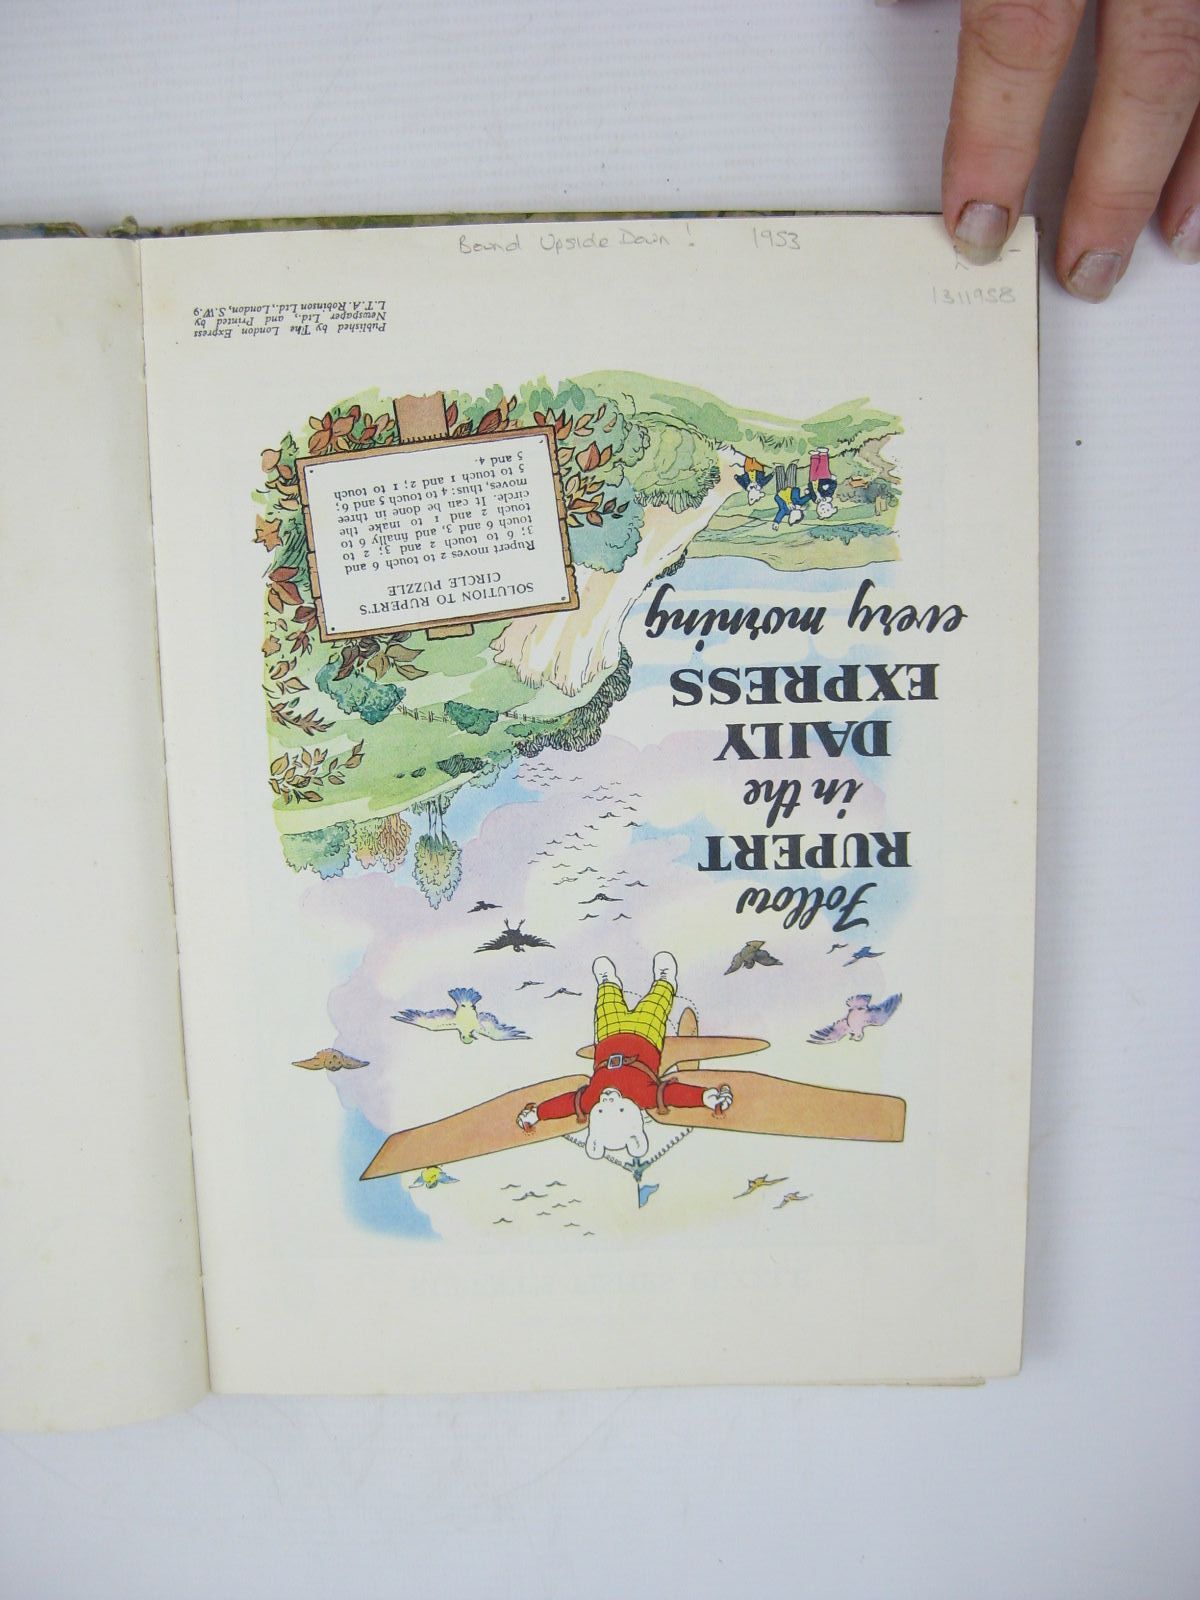 Bound Upside Down! 1953
1311958
Follow
RUPERT
in the
DAILY
EXPRESS
every morning
SOLUTION TO RUPERT'S
CIRCLE PUZZLE
Rupert moves 2 to touch 6 and
3; 6 to touch 2 and 3; 2 to
touch 6 and 3, and finally 6 to
touch 2 and 1 to make the
circle. It can be done in three
moves, thus: 4 to touch 5 and 6;
5 to touch 1 and 2; 1 to touch
5 and 4.
Published by The London Express
Newspaper Ltd., and Printed by
L.T.A. Robinson Ltd., London, S.W.9